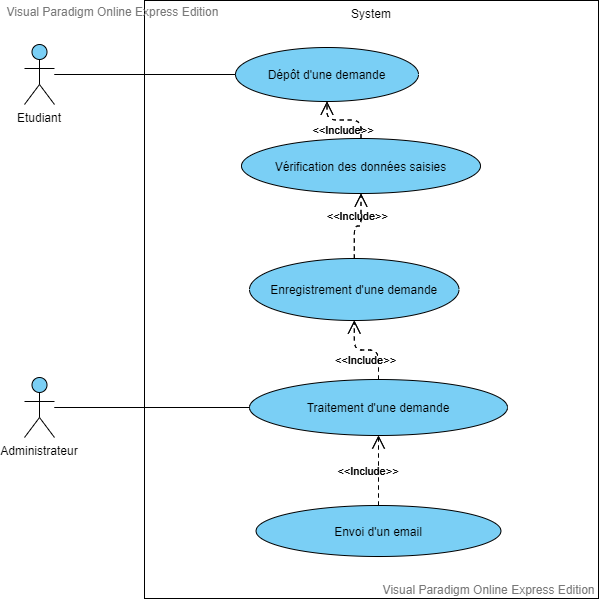 Visual Paradigm Online Express Edition
System
Dépôt d'une demande
Etudiant
<<Include>>
Vérification des données saisies
<<Include>>
Enregistrement d'une demande
<<Include>>
Traitement d'une demande
Administrateur
<<Include>>
Envoi d'un email
Visual Paradigm Online Express Edition